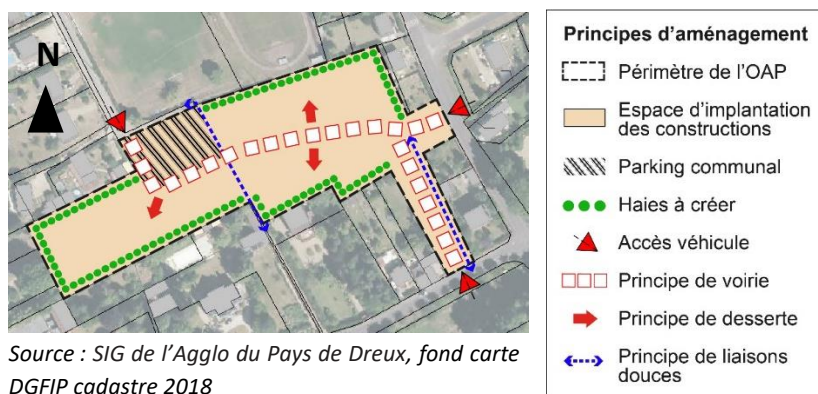 N
Source : SIG de l'Agglo du Pays de Dreux, fond carte
DGFIP cadastre 2018
Principes d'aménagement
Périmètre de l'OAP
Espace d'implantation
des constructions
Parking communal
Haies à créer
Accès véhicule
Principe de voirie
Principe de desserte
Principe de liaisons
douces